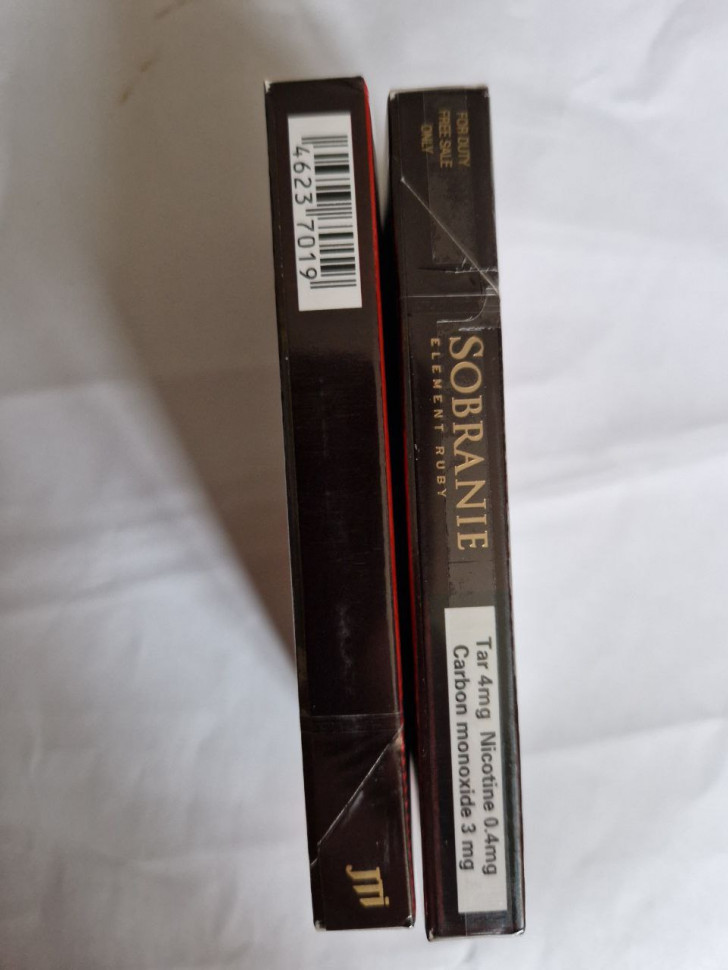 4623 7019
JTi
FOR DUTY
FREE SALE
ONLY
SOBRANIE
ELEMENT RUBY
Tar 4mg Nicotine 0.4mg
Carbon monoxide 3 mg